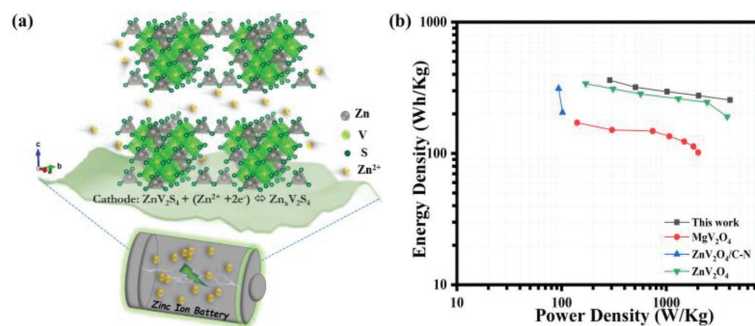 (a)
Zn
V
S
Zn²⁺
c
b
Cathode: ZnV₂S₄ + (Zn²⁺ +2e⁻) ⇔ ZnₓV₂S₄
Zinc Ion Battery
(b)
Energy Density (Wh/Kg)
1000
100
10
10
100
1000
Power Density (W/Kg)
This work
MgV₂O₄
ZnV₂O₄/C-N
ZnV₂O₄